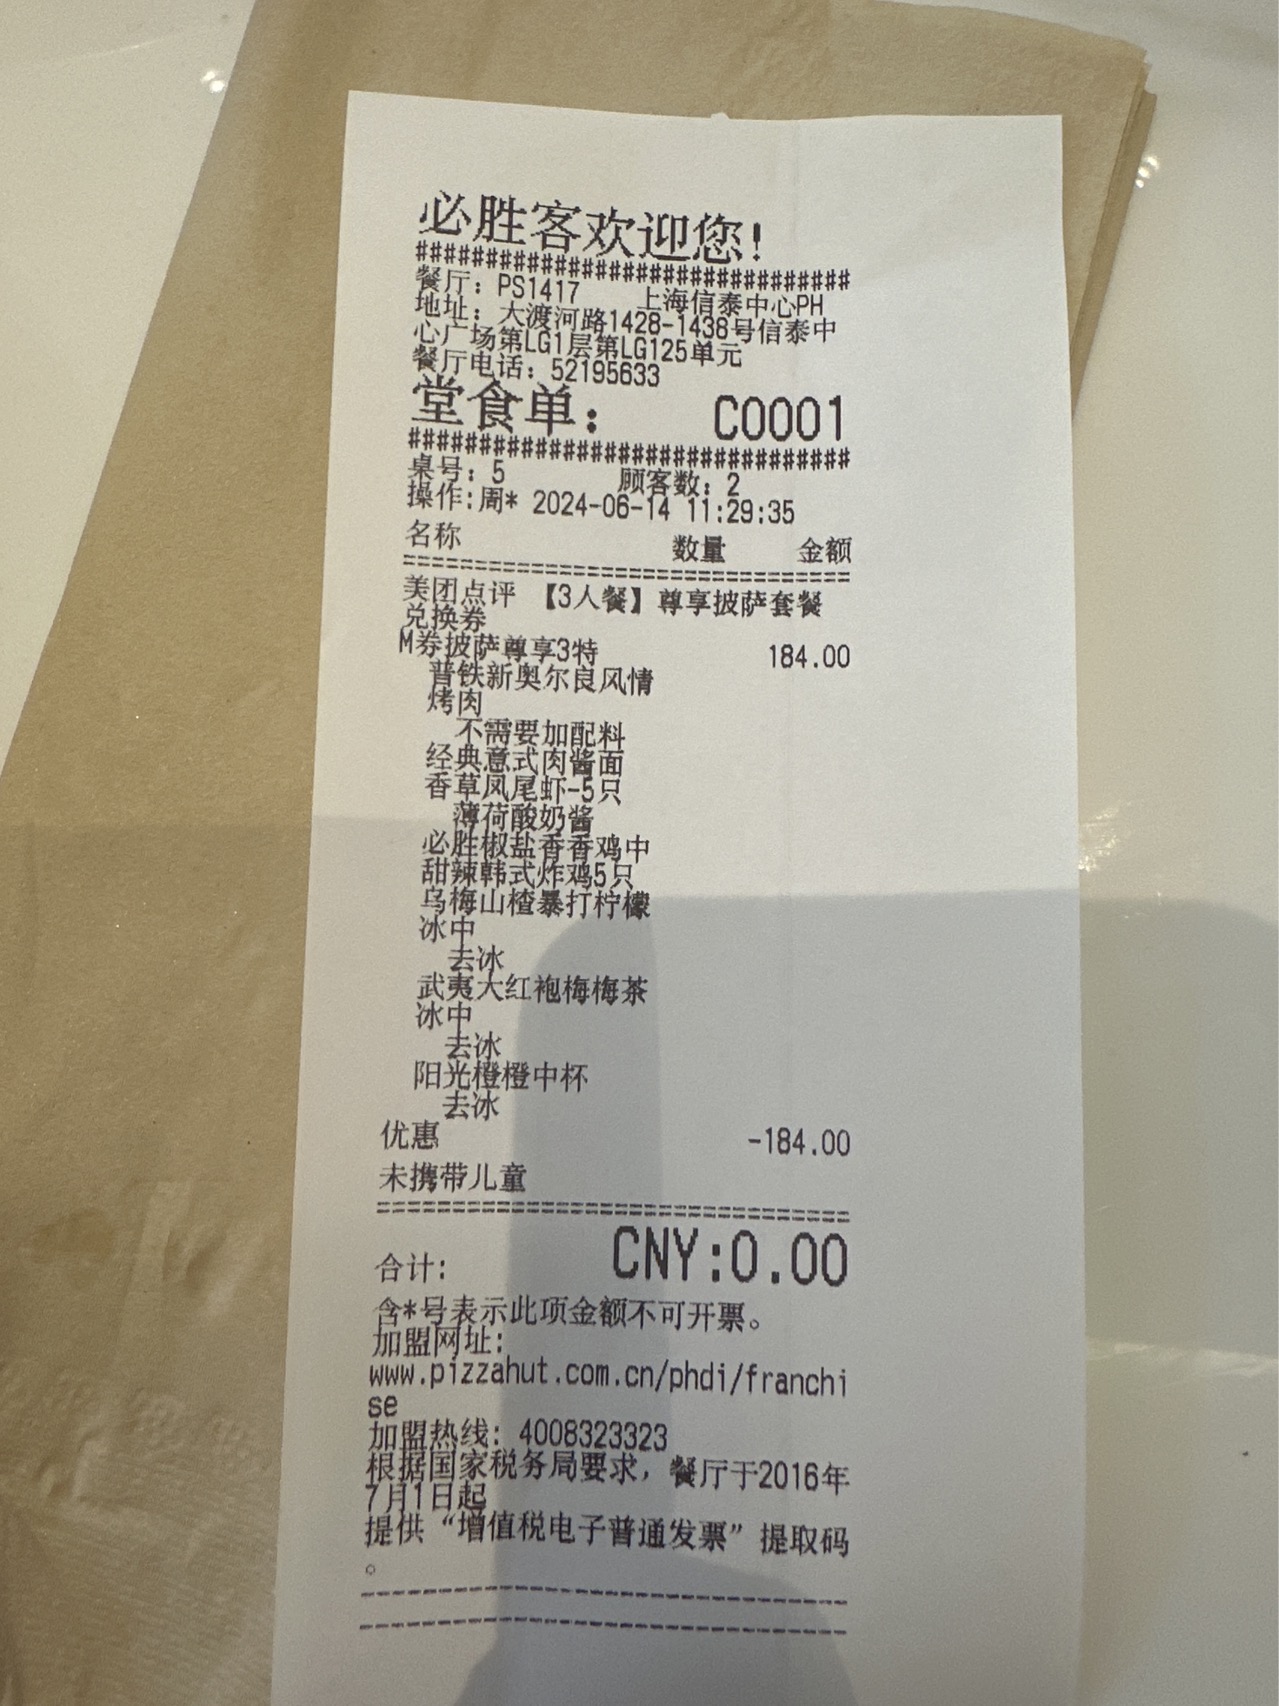 必胜客欢迎您!
###############################
餐厅: PS1417 上海信泰中心PH
地址: 大渡河路1428-1438号信泰中
心广场第LG1层第LG125单元
餐厅电话: 52195633
堂食单: C0001
###############################
桌号: 5 顾客数: 2
操作:周* 2024-06-14 11:29:35
名称 数量 金额
================================
美团点评 【3人餐】尊享披萨套餐
兑换券
M券披萨尊享3特 184.00
普铁新奥尔良风情
烤肉
不需要加配料
经典意式肉酱面
香草凤尾虾-5只
薄荷酸奶酱
必胜椒盐香香鸡中
甜辣韩式炸鸡5只
乌梅山楂暴打柠檬
冰中
去冰
武夷大红袍梅梅茶
冰中
去冰
阳光橙橙中杯
去冰
优惠 -184.00
未携带儿童
================================
合计: CNY:0.00
含*号表示此项金额不可开票。
加盟网址:
www.pizzahut.com.cn/phdi/franchi
se
加盟热线: 4008323323
根据国家税务局要求, 餐厅于2016年
7月1日起
提供“增值税电子普通发票”提取码
。
--------------------------------
--------------------------------